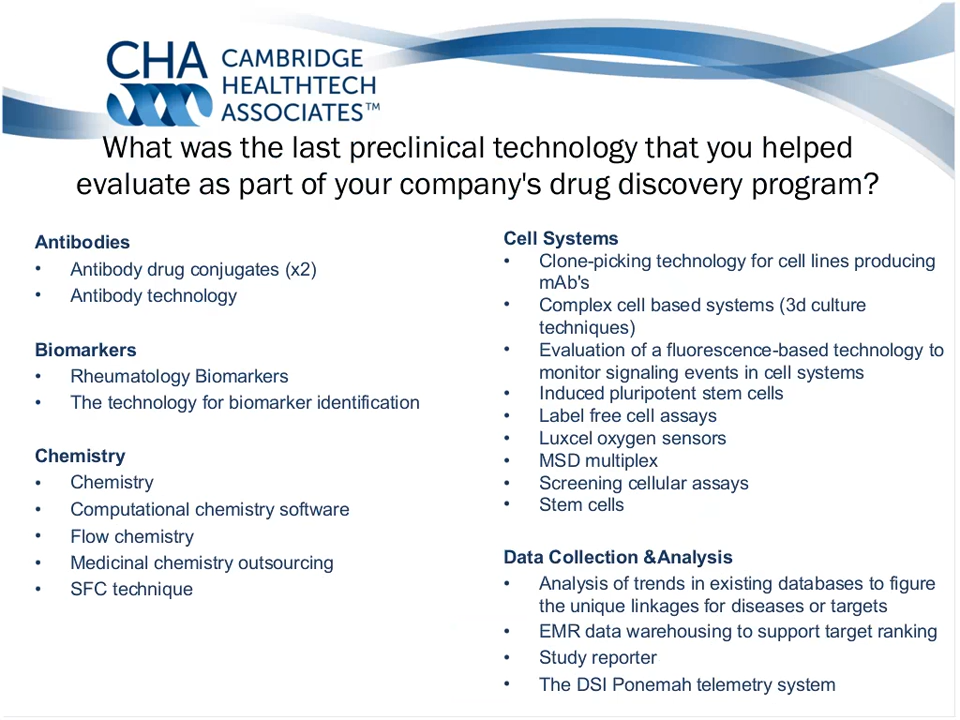 CHA
CAMBRIDGE
HEALTHTECH
ASSOCIATES™
What was the last preclinical technology that you helped
evaluate as part of your company's drug discovery program?
Antibodies
• Antibody drug conjugates (x2)
• Antibody technology
Biomarkers
• Rheumatology Biomarkers
• The technology for biomarker identification
Chemistry
• Chemistry
• Computational chemistry software
• Flow chemistry
• Medicinal chemistry outsourcing
• SFC technique
Cell Systems
• Clone-picking technology for cell lines producing
mAb's
• Complex cell based systems (3d culture
techniques)
• Evaluation of a fluorescence-based technology to
monitor signaling events in cell systems
• Induced pluripotent stem cells
• Label free cell assays
• Luxcel oxygen sensors
• MSD multiplex
• Screening cellular assays
• Stem cells
Data Collection &Analysis
• Analysis of trends in existing databases to figure
the unique linkages for diseases or targets
• EMR data warehousing to support target ranking
• Study reporter
• The DSI Ponemah telemetry system